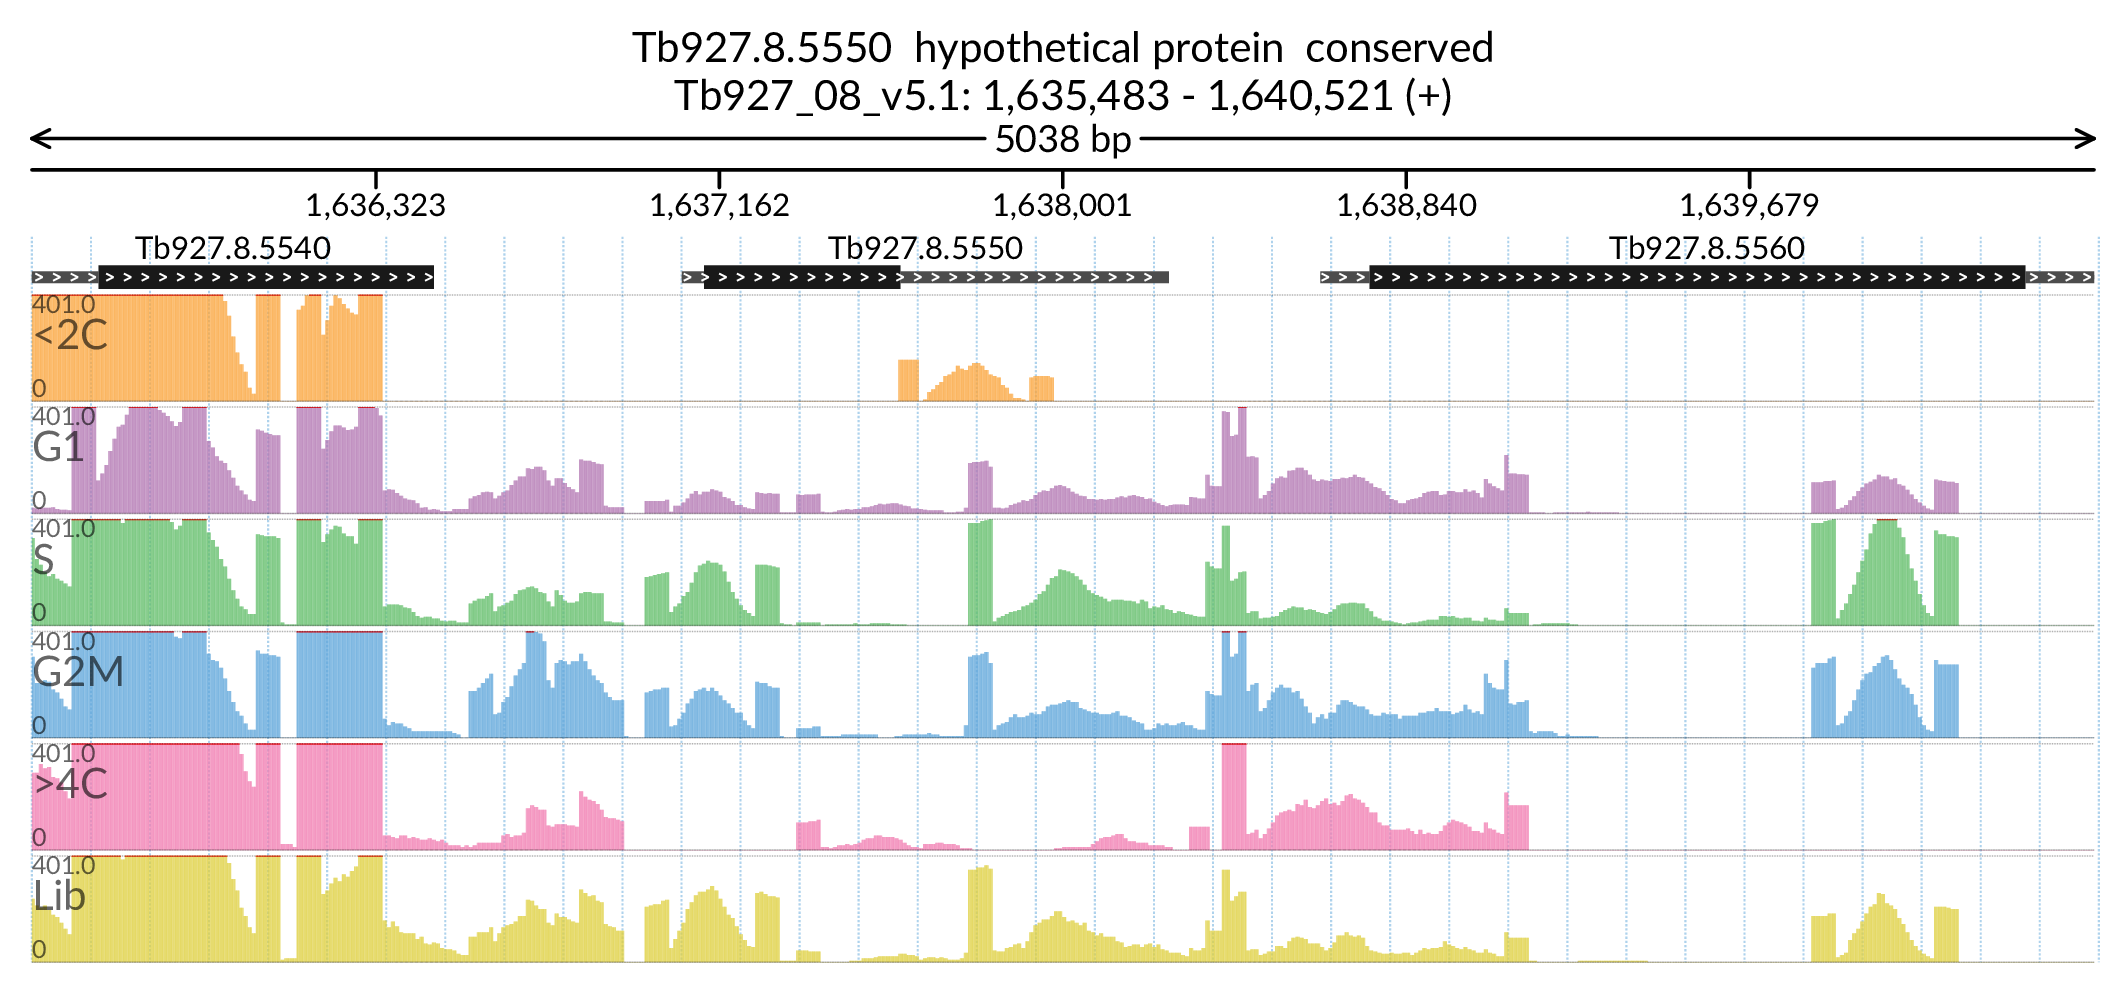 Tb927.8.5550 hypothetical protein conserved
Tb927_08_v5.1: 1,635,483 - 1,640,521 (+)
5038 bp
1,636,323 1,637,162 1,638,001 1,638,840 1,639,679
Tb927.8.5540 Tb927.8.5550 Tb927.8.5560
401.0
<2C
0
401.0
G1
0
401.0
S
0
401.0
G2M
0
401.0
>4C
0
401.0
Lib
0